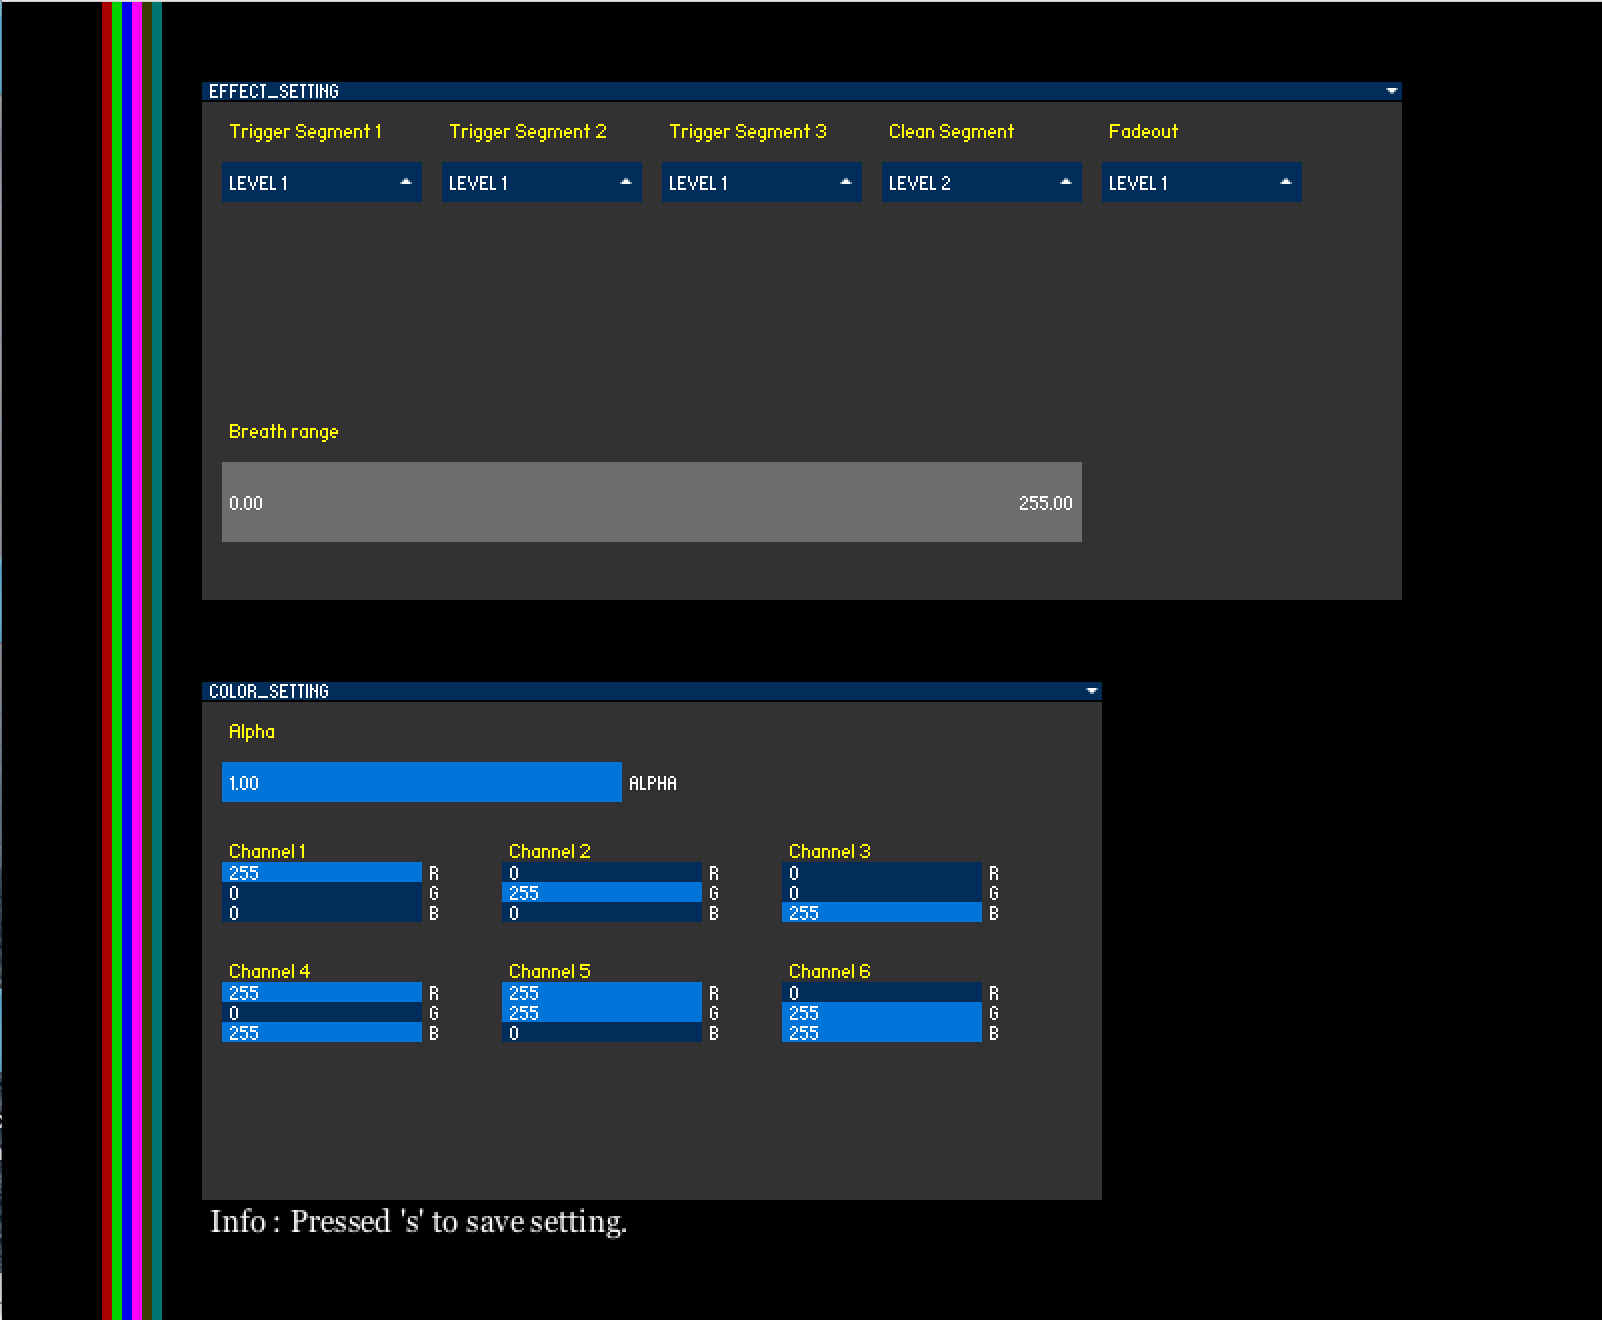 EFFECT_SETTING
Trigger Segment 1 Trigger Segment 2 Trigger Segment 3 Clean Segment Fadeout
LEVEL 1 LEVEL 1 LEVEL 1 LEVEL 2 LEVEL 1
Breath range
0.00 255.00
COLOR_SETTING
Alpha
1.00 ALPHA
Channel 1 Channel 2 Channel 3
255 R 0 R 0 R
0 G 255 G 0 G
0 B 0 B 255 B
Channel 4 Channel 5 Channel 6
255 R 255 R 0 R
0 G 255 G 255 G
255 B 0 B 255 B
Info : Pressed 's' to save setting.